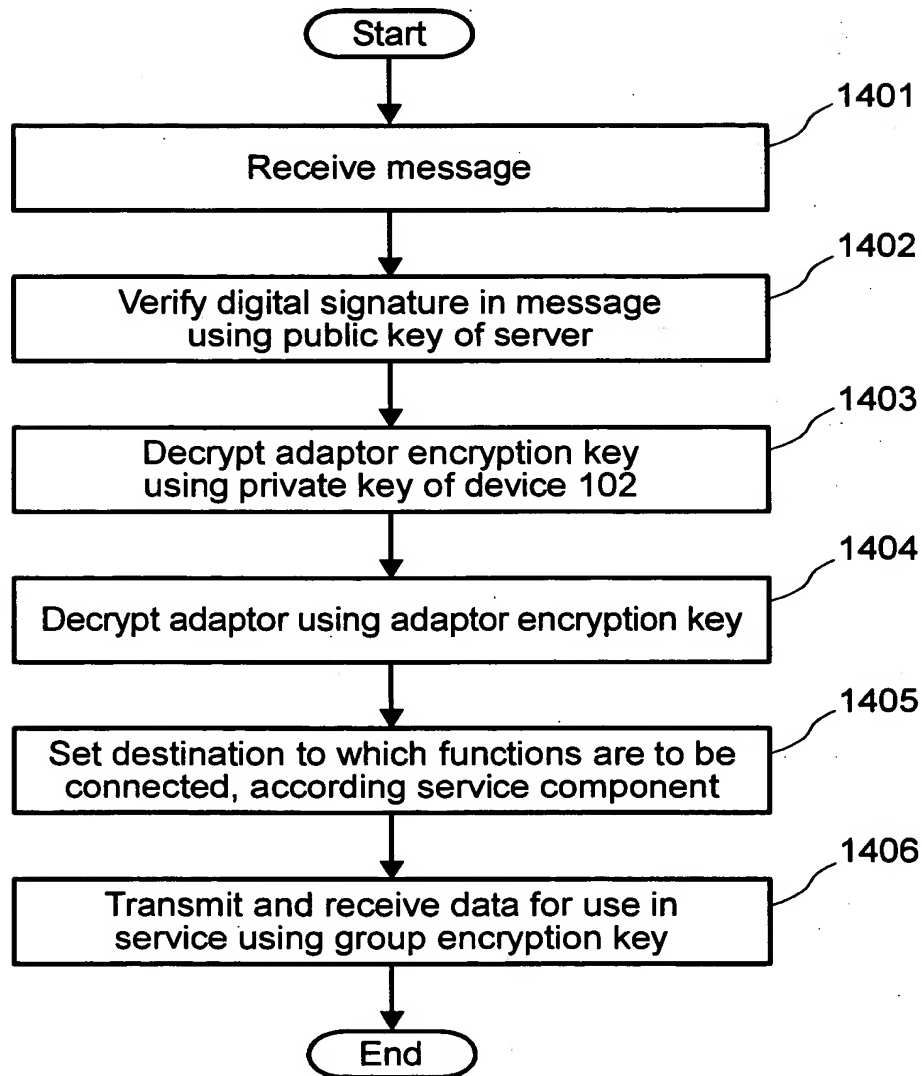 Start
1401
Receive message
1402
Verify digital signature in message
using public key of server
1403
Decrypt adaptor encryption key
using private key of device 102
1404
Decrypt adaptor using adaptor encryption key
1405
Set destination to which functions are to be
connected, according service component
1406
Transmit and receive data for use in
service using group encryption key
End